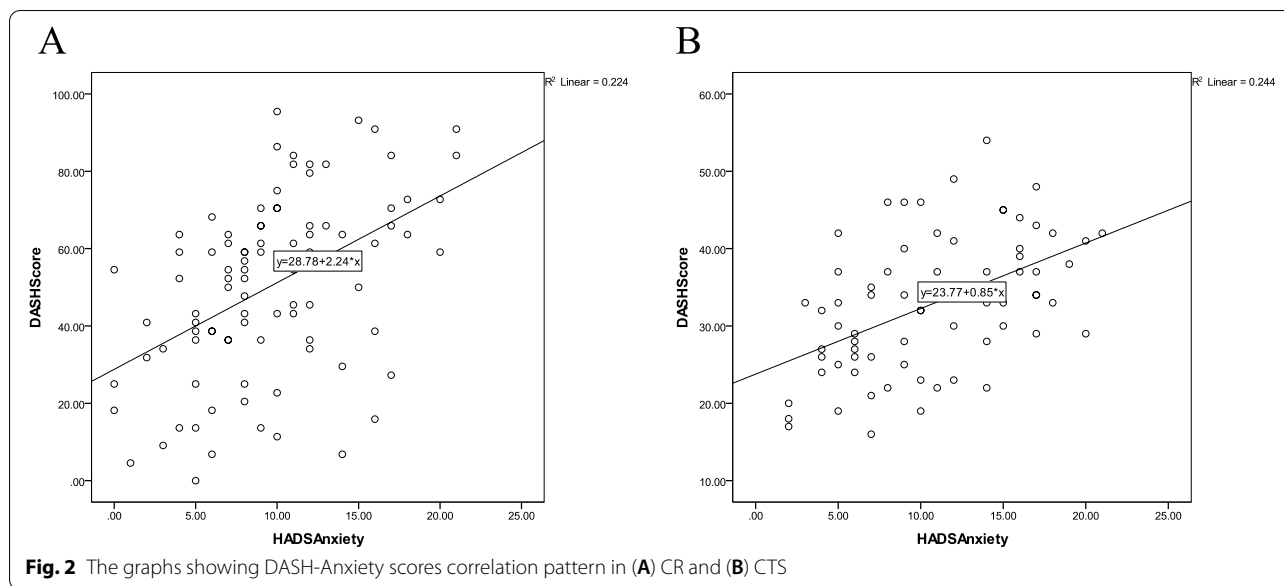 A
R² Linear = 0.224
100.00
80.00
60.00
40.00
20.00
.00
DASHScore
y=28.78+2.24*x
.00 5.00 10.00 15.00 20.00 25.00
HADSAnxiety
B
R² Linear = 0.244
60.00
50.00
40.00
30.00
20.00
10.00
DASHScore
y=23.77+0.85*x
.00 5.00 10.00 15.00 20.00 25.00
HADSAnxiety
Fig. 2 The graphs showing DASH-Anxiety scores correlation pattern in (A) CR and (B) CTS